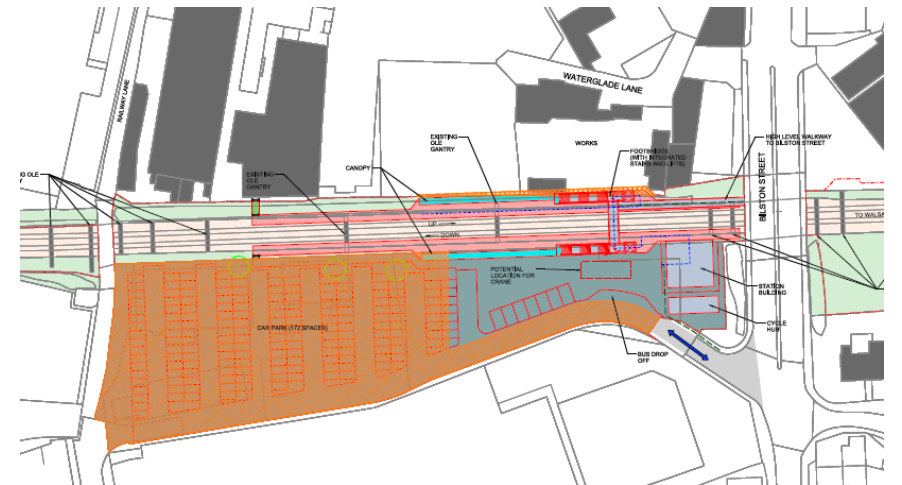 RAILWAY LANE
WATERGLADE LANE
WORKS
EXISTING
OLE
GANTRY
CANOPY
EXISTING
OLE
GANTRY
FOOTBRIDGE
(WITH INTEGRATED
STAIRS AND LIFTS)
HIGH LEVEL WALKWAY
TO BILSTON STREET
BILSTON STREET
OLE
UP
DOWN
POTENTIAL
LOCATION FOR
CRANE
STATION
BUILDING
CYCLE
HUB
BUS DROP
OFF
CAR PARK (172 SPACES)